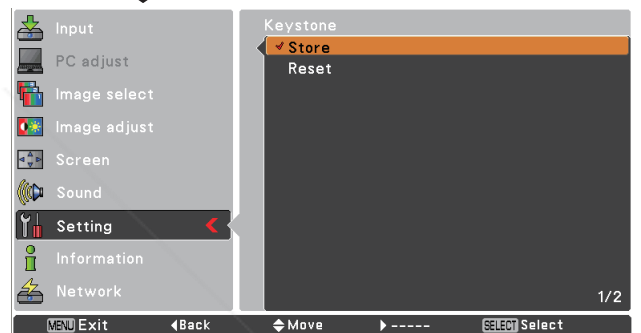 Input
PC adjust
Image select
Image adjust
Screen
Sound
Setting
Information
Network
Keystone
Store
Reset
1/2
MENU Exit
Back
Move
-----
SELECT Select